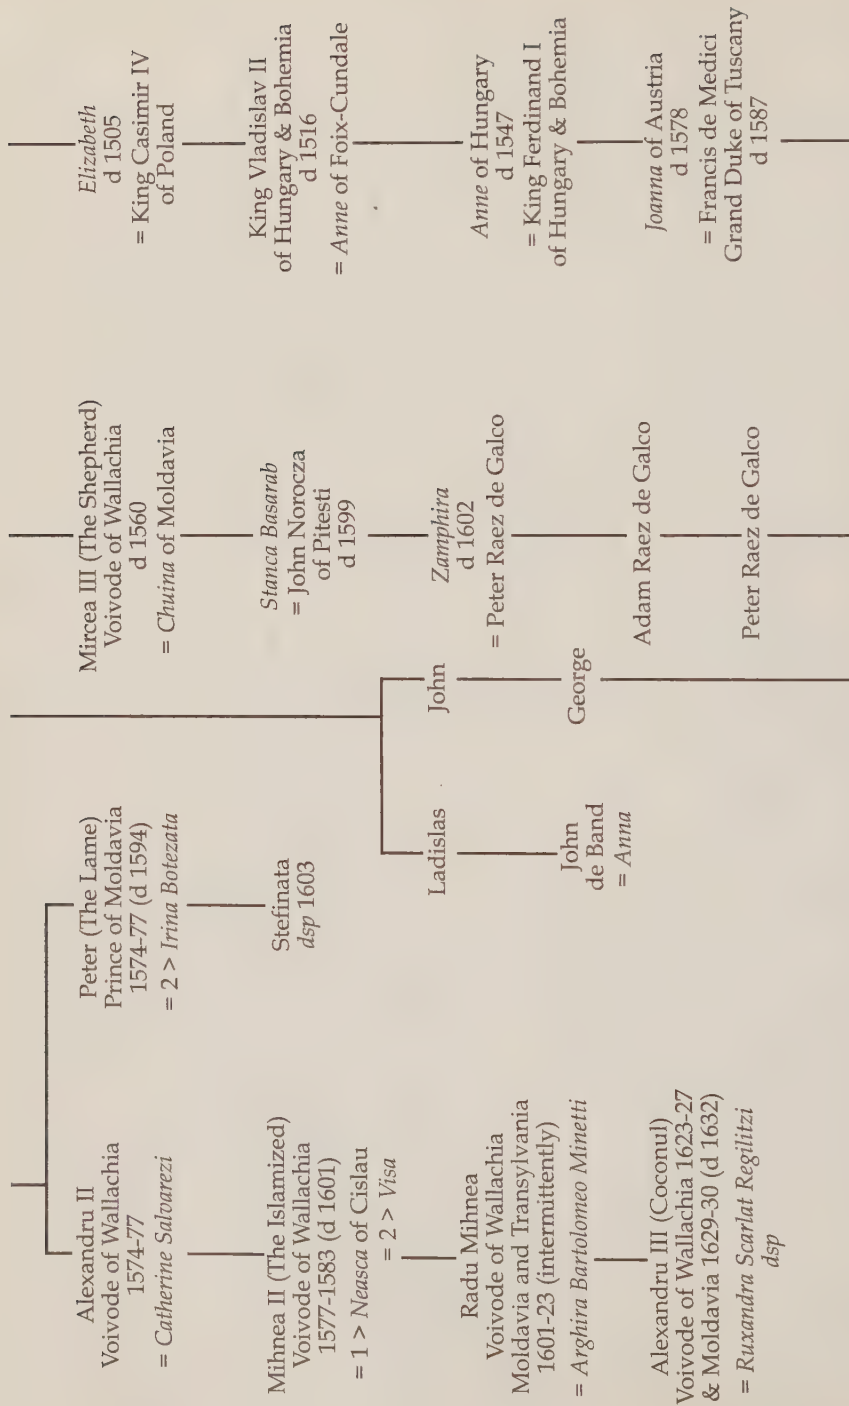 Alexandru II
Voivode of Wallachia
1574-77
= Catherine Salvarezi
Mihnea II (The Islamized)
Voivode of Wallachia
1577-1583 (d 1601)
= 1 > Neasca of Cislau
= 2 > Visa
Radu Mihnea
Voivode of Wallachia
Moldavia and Transylvania
1601-23 (intermittently)
= Arghira Bartolomeo Minetti
Alexandru III (Coconul)
Voivode of Wallachia 1623-27
& Moldavia 1629-30 (d 1632)
= Ruxandra Scarlat Regilitzi
dsp
Peter (The Lame)
Prince of Moldavia
1574-77 (d 1594)
= 2 > Irina Botezata
Stefinata
dsp 1603
Ladislas
John
de Band
= Anna
John
George
Mircea III (The Shepherd)
Voivode of Wallachia
d 1560
= Chuina of Moldavia
Stanca Basarab
= John Norocza
of Pitesti
d 1599
Zamphira
d 1602
= Peter Raez de Galco
Adam Raez de Galco
Peter Raez de Galco
Elizabeth
d 1505
= King Casimir IV
of Poland
King Vladislav II
of Hungary & Bohemia
d 1516
= Anne of Foix-Cundale
Anne of Hungary
d 1547
= King Ferdinand I
of Hungary & Bohemia
Joanna of Austria
d 1578
= Francis de Medici
Grand Duke of Tuscany
d 1587